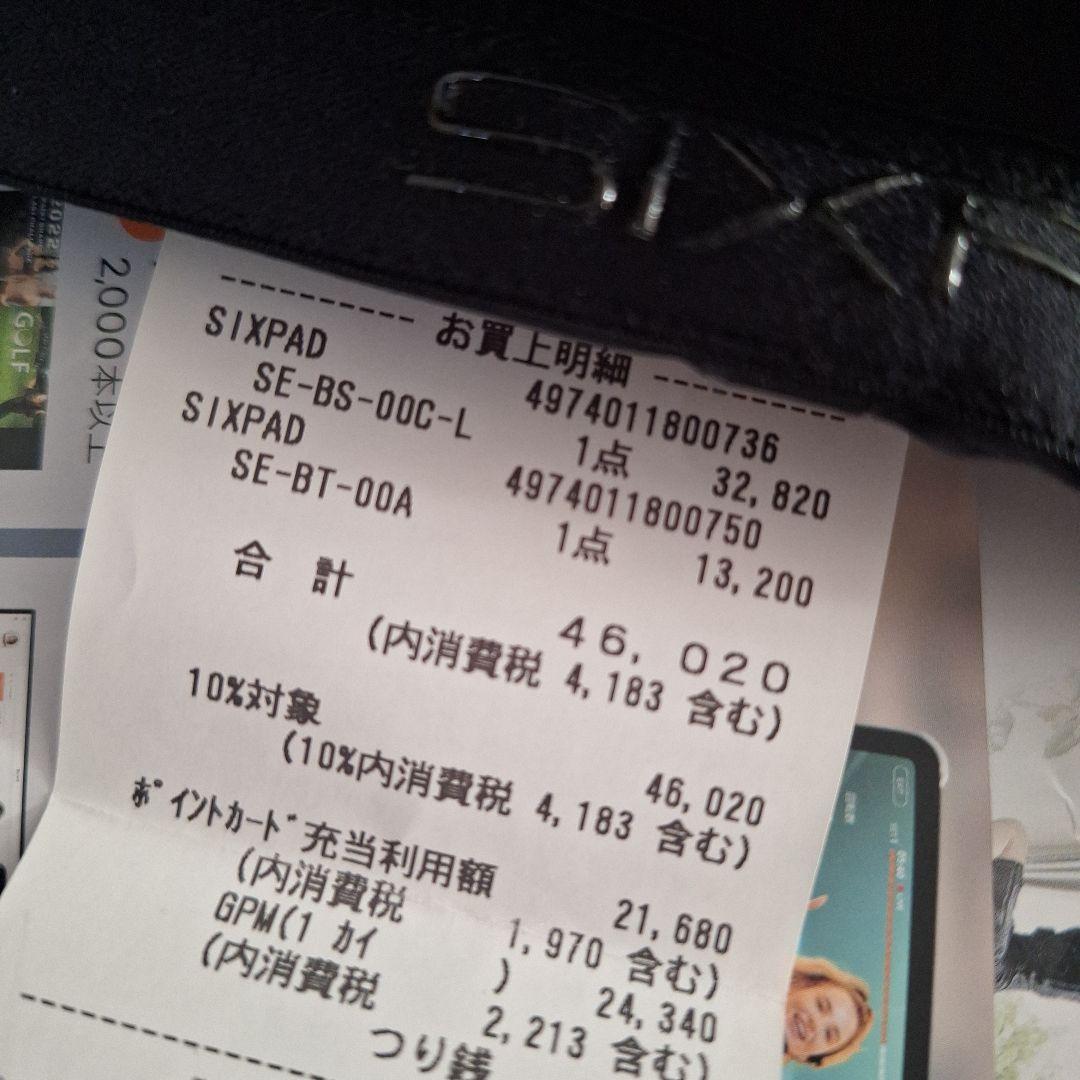 SIXP
お買上明細
SIXPAD 4974011800736
SE-BS-00C-L 1点 32,820
SIXPAD 4974011800750
SE-BT-00A 1点 13,200
合 計 46,020
(内消費税 4,183 含む)
10%対象 46,020
(10%内消費税 4,183 含む)
ポイントカード充当利用額 21,680
(内消費税 1,970 含む)
GPM(1 カイ ) 24,340
(内消費税 2,213 含む)
つり銭
2,000本以上
2022
GOLF